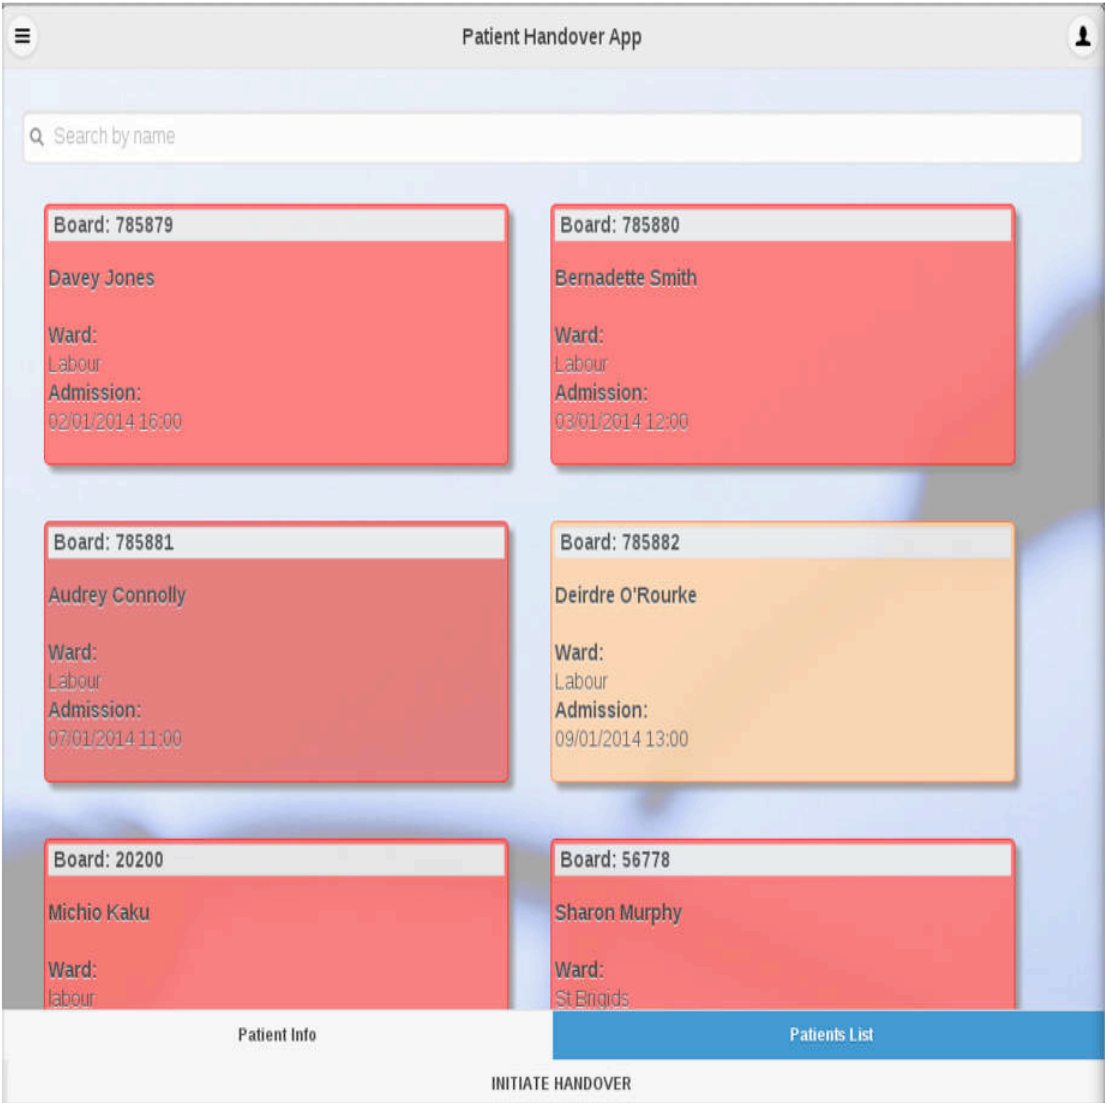 Patient Handover App
Search by name
Board: 785879
Davey Jones
Ward:
Labour
Admission:
02/01/2014 16:00
Board: 785880
Bernadette Smith
Ward:
Labour
Admission:
03/01/2014 12:00
Board: 785881
Audrey Connolly
Ward:
Labour
Admission:
07/01/2014 11:00
Board: 785882
Deirdre O'Rourke
Ward:
Labour
Admission:
09/01/2014 13:00
Board: 20200
Michio Kaku
Ward:
labour
Board: 56778
Sharon Murphy
Ward:
St Brigids
Patient Info
Patients List
INITIATE HANDOVER